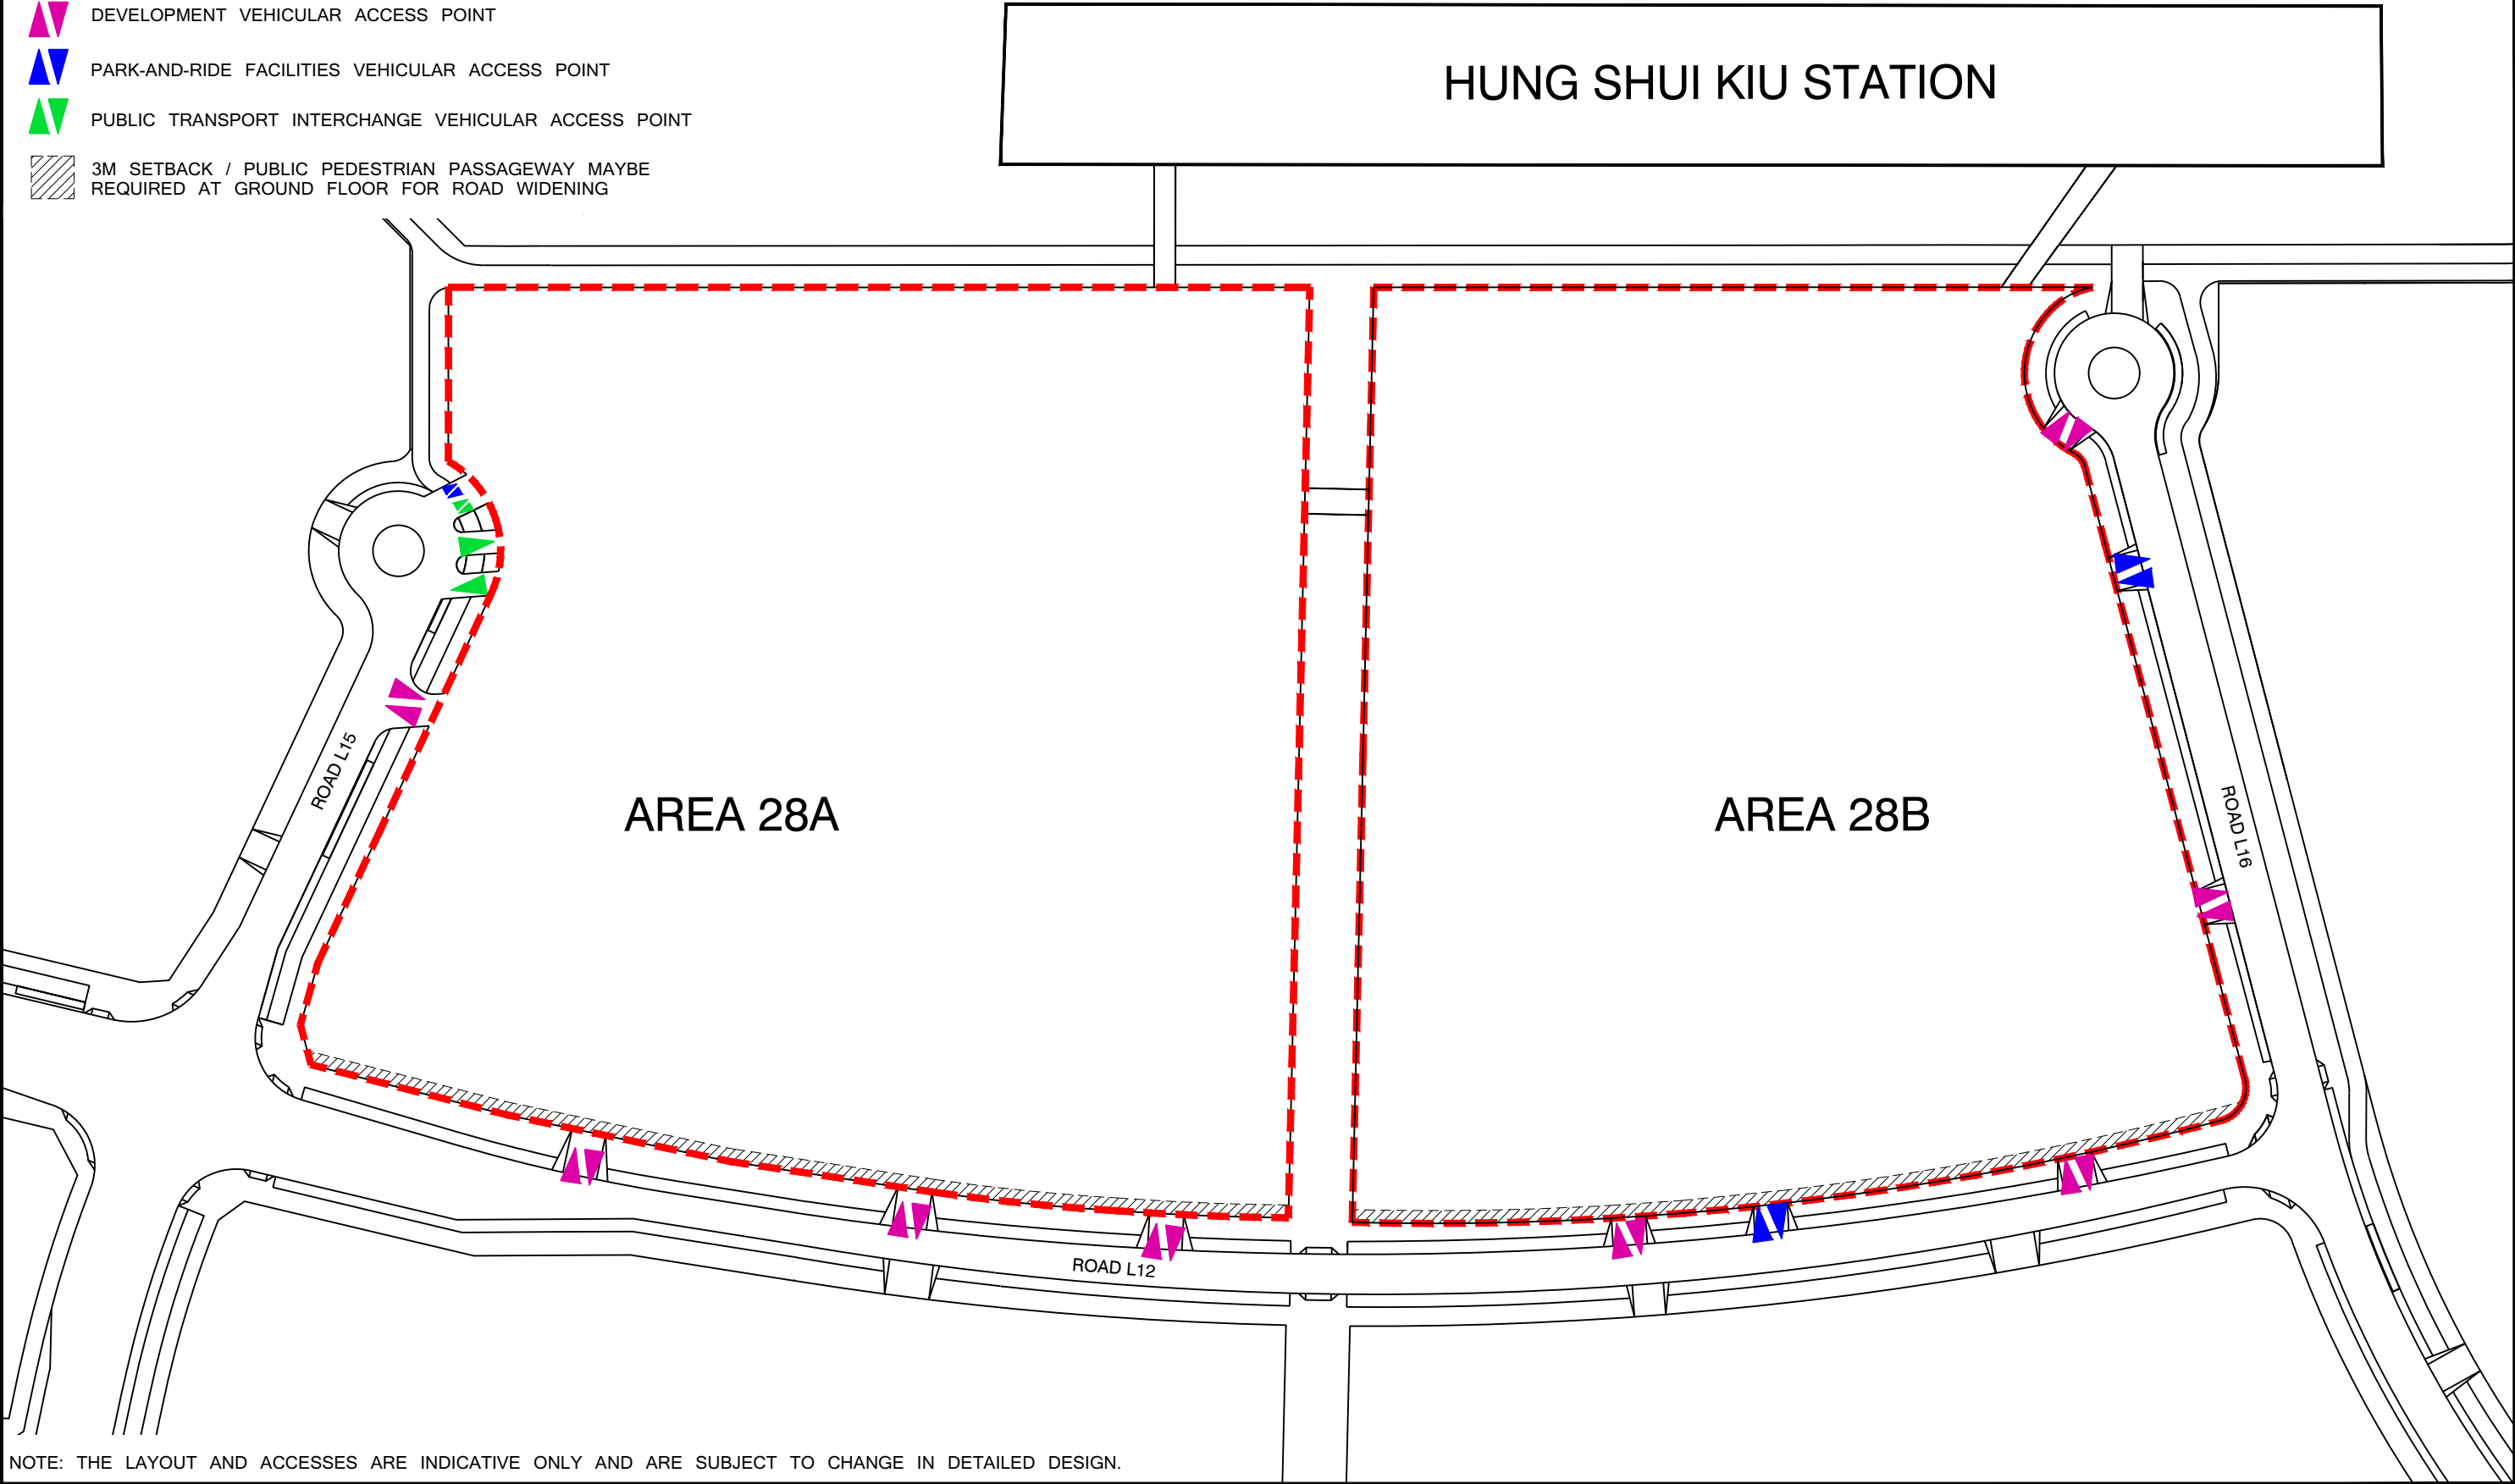 DEVELOPMENT VEHICULAR ACCESS POINT
PARK-AND-RIDE FACILITIES VEHICULAR ACCESS POINT
PUBLIC TRANSPORT INTERCHANGE VEHICULAR ACCESS POINT
3M SETBACK / PUBLIC PEDESTRIAN PASSAGEWAY MAYBE
REQUIRED AT GROUND FLOOR FOR ROAD WIDENING
HUNG SHUI KIU STATION
ROAD L15
AREA 28A
AREA 28B
ROAD L16
ROAD L12
NOTE: THE LAYOUT AND ACCESSES ARE INDICATIVE ONLY AND ARE SUBJECT TO CHANGE IN DETAILED DESIGN.